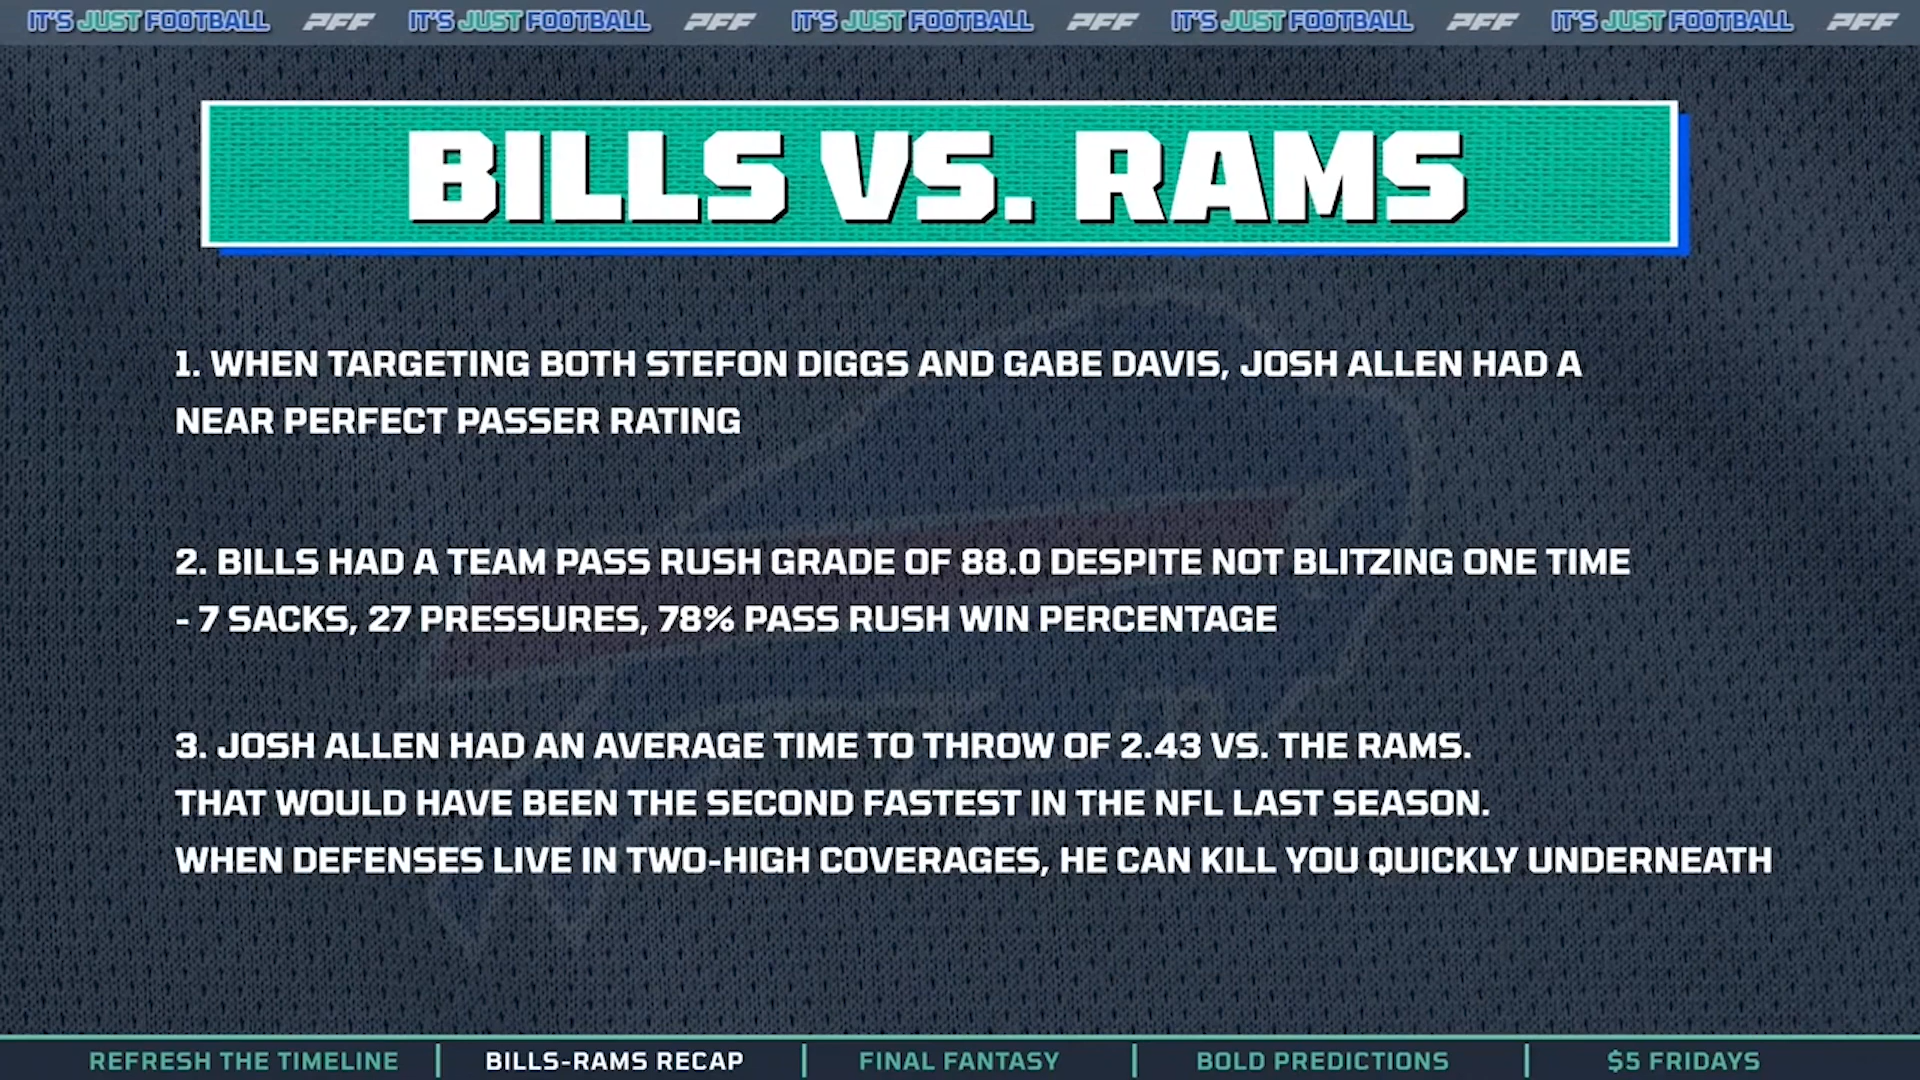 IT'S JUST FOOTBALL PFF IT'S JUST FOOTBALL PFF IT'S JUST FOOTBALL PFF IT'S JUST FOOTBALL PFF IT'S JUST FOOTBALL PFF
BILLS VS. RAMS
1. WHEN TARGETING BOTH STEFON DIGGS AND GABE DAVIS, JOSH ALLEN HAD A
NEAR PERFECT PASSER RATING
2. BILLS HAD A TEAM PASS RUSH GRADE OF 88.0 DESPITE NOT BLITZING ONE TIME
- 7 SACKS, 27 PRESSURES, 78% PASS RUSH WIN PERCENTAGE
3. JOSH ALLEN HAD AN AVERAGE TIME TO THROW OF 2.43 VS. THE RAMS.
THAT WOULD HAVE BEEN THE SECOND FASTEST IN THE NFL LAST SEASON.
WHEN DEFENSES LIVE IN TWO-HIGH COVERAGES, HE CAN KILL YOU QUICKLY UNDERNEATH
REFRESH THE TIMELINE | BILLS-RAMS RECAP | FINAL FANTASY | BOLD PREDICTIONS | $5 FRIDAYS